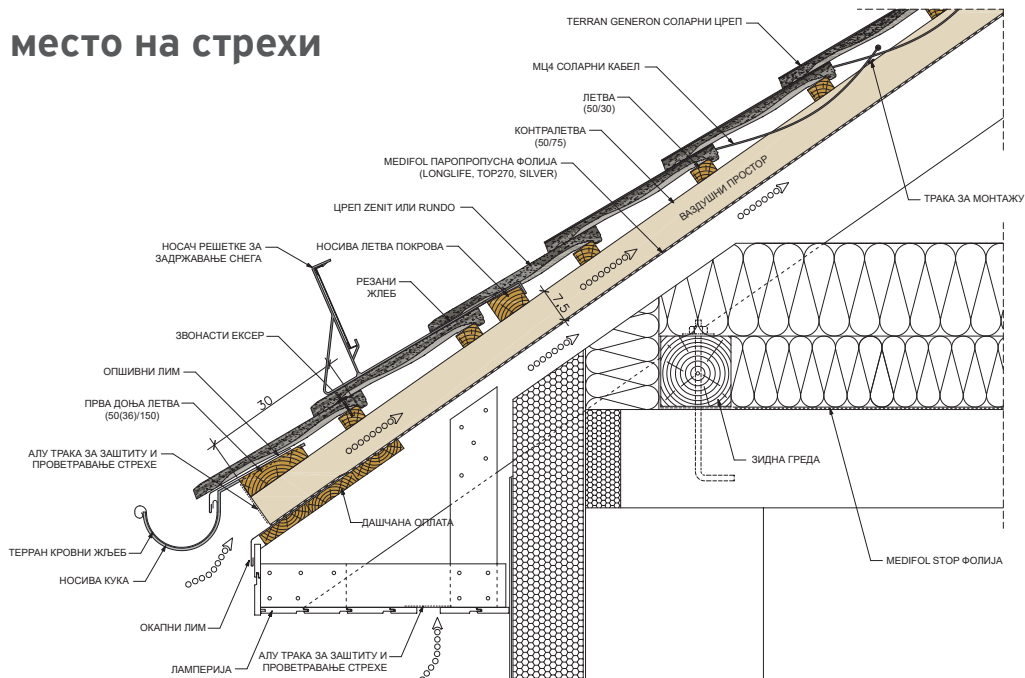 место на стрехи
TERRAN GENERON СОЛАРНИ ЦРЕП
МЦ4 СОЛАРНИ КАБЕЛ
ЛЕТВА
(50/30)
КОНТРАЛЕТВА
(50/75)
MEDIFOL ПАРОПРОПУСНА ФОЛИЈА
(LONGLIFE, TOP270, SILVER)
ВАЗДУШНИ ПРОСТОР
ТРАКА ЗА МОНТАЖУ
ЦРЕП ZENIT ИЛИ RUNDO
НОСАЧ РЕШЕТКЕ ЗА
ЗАДРЖАВАЊЕ СНЕГА
НОСИВА ЛЕТВА ПОКРОВА
РЕЗАНИ
ЖЛЕБ
7,5
ЗВОНАСТИ ЕКСЕР
ОПШИВНИ ЛИМ
30
ПРВА ДОЊА ЛЕТВА
(50(36)/150)
АЛУ ТРАКА ЗА ЗАШТИТУ И
ПРОВЕТРАВАЊЕ СТРЕХЕ
ЗИДНА ГРЕДА
ДАШЧАНА ОПЛАТА
ТЕРРАН КРОВНИ ЖЉЕБ
MEDIFOL STOP ФОЛИЈА
НОСИВА КУКА
ОКАПНИ ЛИМ
АЛУ ТРАКА ЗА ЗАШТИТУ И
ПРОВЕТРАВАЊЕ СТРЕХЕ
ЛАМПЕРИЈА